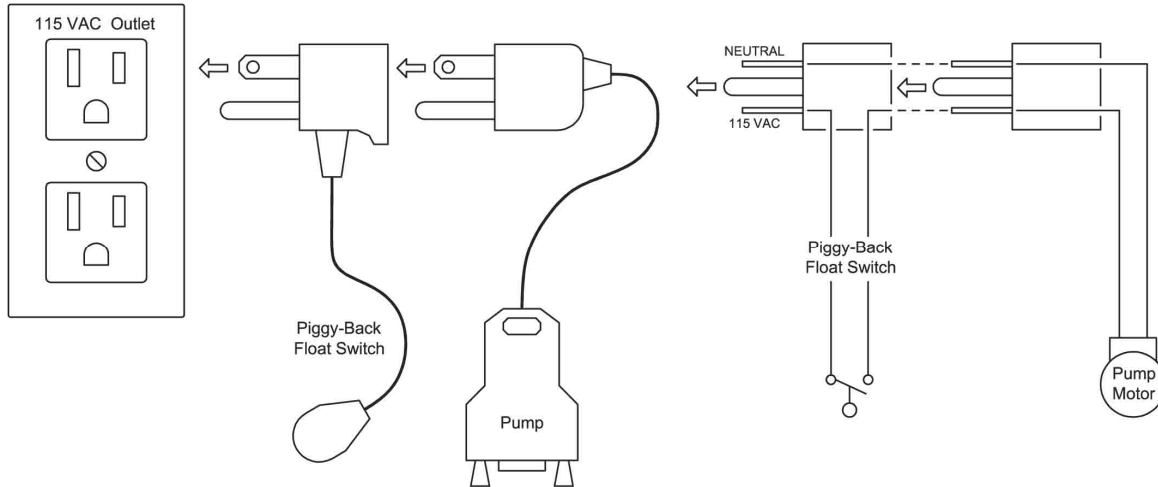 115 VAC Outlet
Piggy-Back
Float Switch
Pump
NEUTRAL
115 VAC
Piggy-Back
Float Switch
Pump
Motor